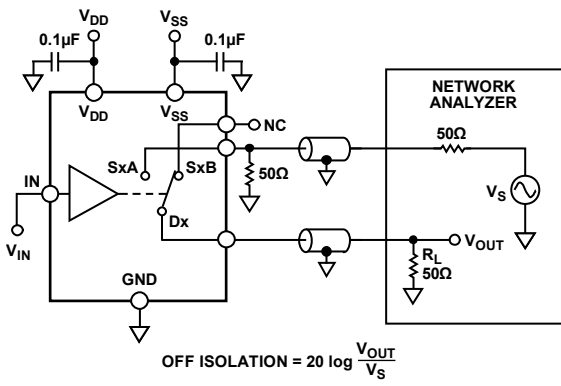 VDD
VSS
0.1µF
0.1µF
VDD
VSS
NC
SxA
SxB
50Ω
IN
Dx
VIN
GND
NETWORK
ANALYZER
50Ω
VS
VOUT
RL
50Ω
OFF ISOLATION = 20 log VOUT
VS